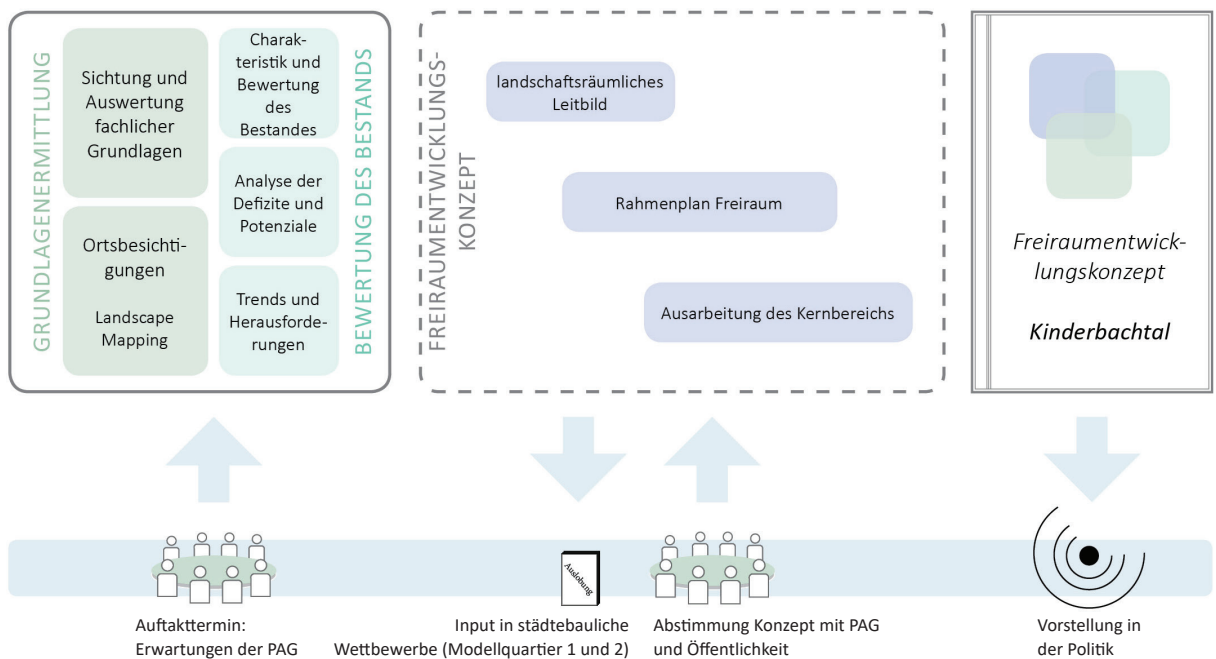 GRUNDLAGENERMITTLUNG
Sichtung und
Auswertung
fachlicher
Grundlagen
Ortsbesichti-
gungen
Landscape
Mapping
Charak-
teristik und
Bewertung
des
Bestandes
Analyse der
Defizite und
Potenziale
Trends und
Herausforde-
rungen
BEWERTUNG DES BESTANDS
FREIRAUMENTWICKLUNGS-
KONZEPT
landschaftsräumliches
Leitbild
Rahmenplan Freiraum
Ausarbeitung des Kernbereichs
Freiraumentwick-
lungskonzept
Kinderbachtal
Auslobung
Auftakttermin:
Erwartungen der PAG
Input in städtebauliche
Wettbewerbe (Modellquartier 1 und 2)
Abstimmung Konzept mit PAG
und Öffentlichkeit
Vorstellung in
der Politik